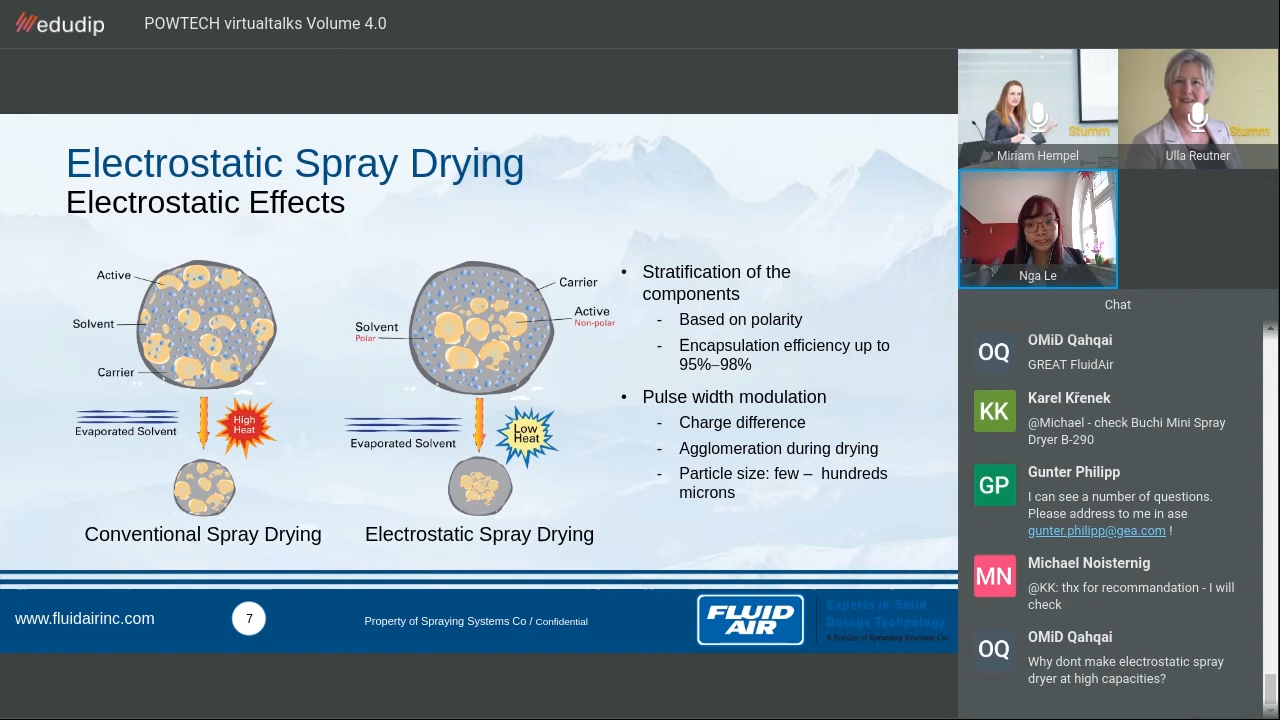 edudip
POWTECH virtualtalks Volume 4.0
Electrostatic Spray Drying
Electrostatic Effects
Active
Solvent
Carrier
High
Heat
Evaporated Solvent
Conventional Spray Drying
Carrier
Active
Non-polar
Solvent
Polar
Low
Heat
Evaporated Solvent
Electrostatic Spray Drying
• Stratification of the
components
- Based on polarity
- Encapsulation efficiency up to
95%–98%
• Pulse width modulation
- Charge difference
- Agglomeration during drying
- Particle size: few – hundreds
microns
www.fluidairinc.com
7
Property of Spraying Systems Co / Confidential
FLUID
AIR
Experts in Solid
Dosage Technology
A Division of Spraying Systems Co.
Stumm
Miriam Hempel
Stumm
Ulla Reutner
Nga Le
Chat
OQ
OMiD Qahqai
GREAT FluidAir
KK
Karel Křenek
@Michael - check Buchi Mini Spray
Dryer B-290
GP
Gunter Philipp
I can see a number of questions.
Please address to me in ase
gunter.philipp@gea.com !
MN
Michael Noisternig
@KK: thx for recommandation - I will
check
OQ
OMiD Qahqai
Why dont make electrostatic spray
dryer at high capacities?